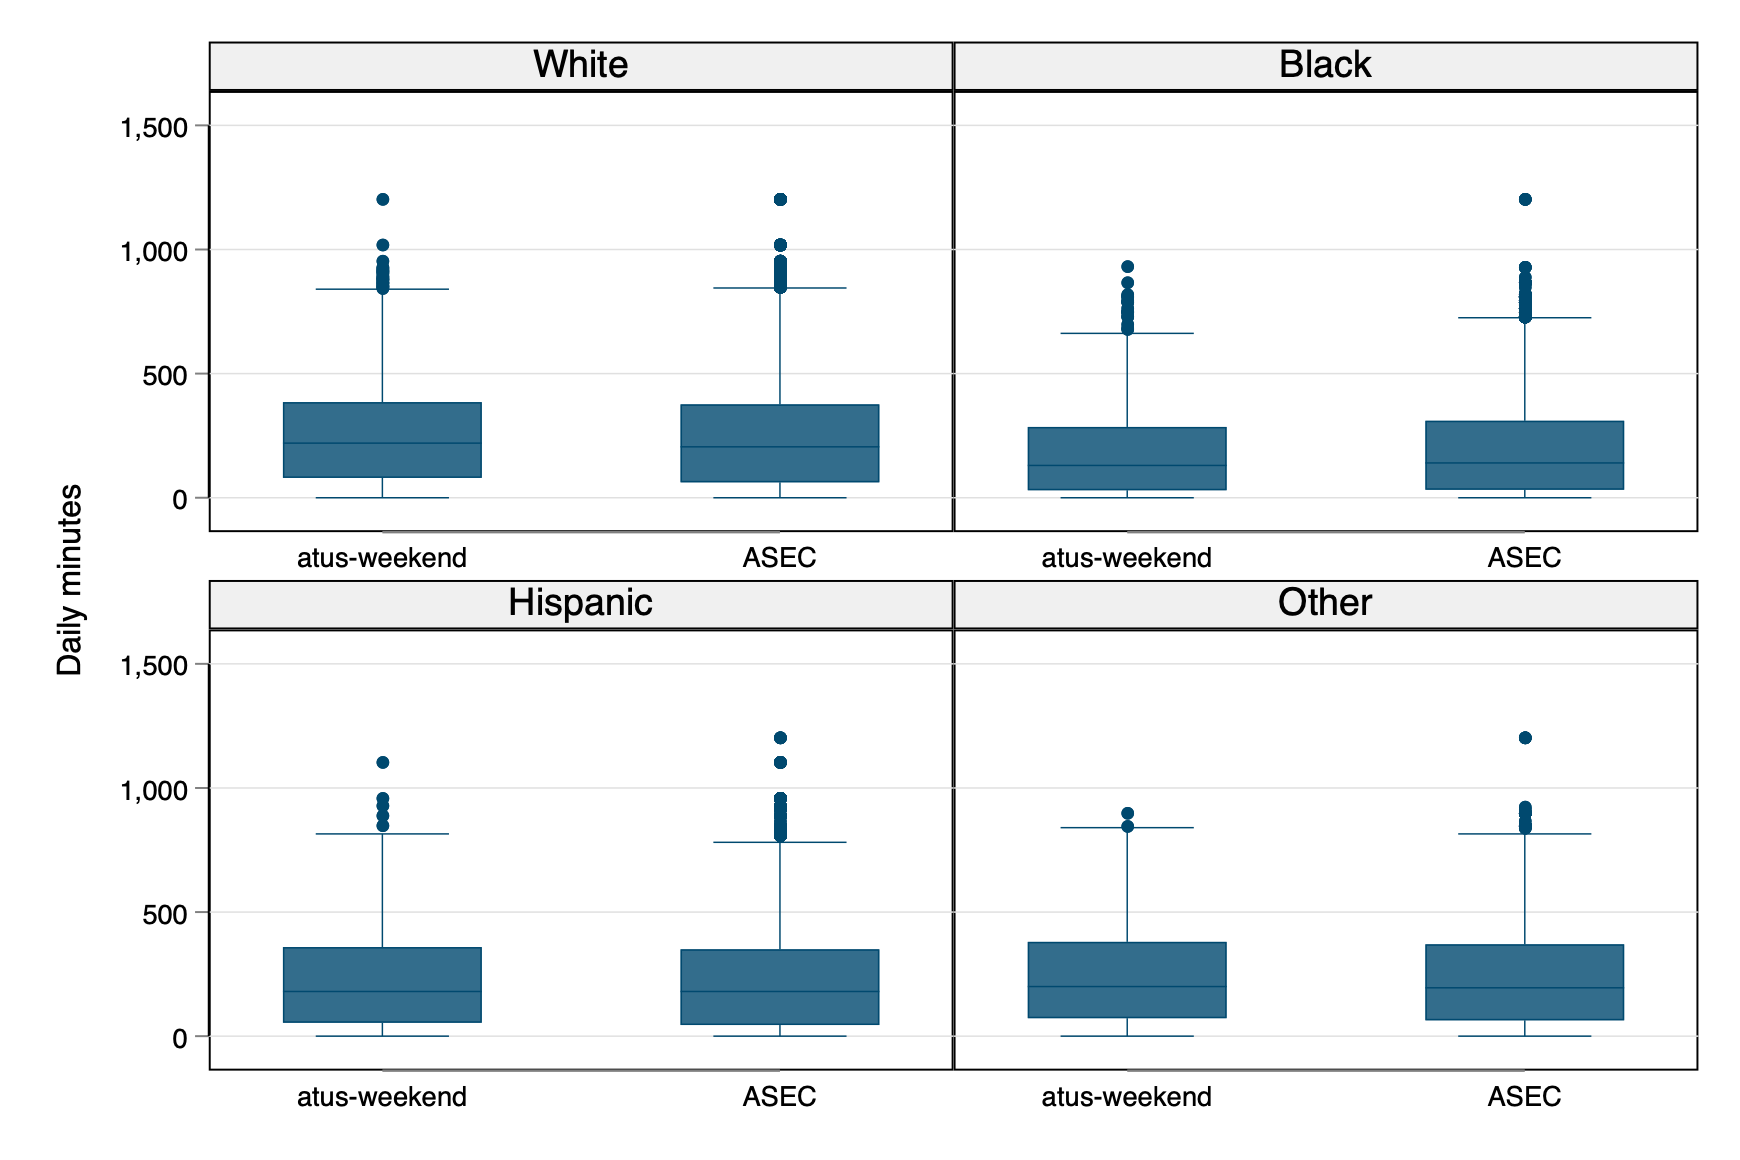 White
Black
1,500
1,000
500
0
atus-weekend
ASEC
atus-weekend
ASEC
Daily minutes
Hispanic
Other
1,500
1,000
500
0
atus-weekend
ASEC
atus-weekend
ASEC